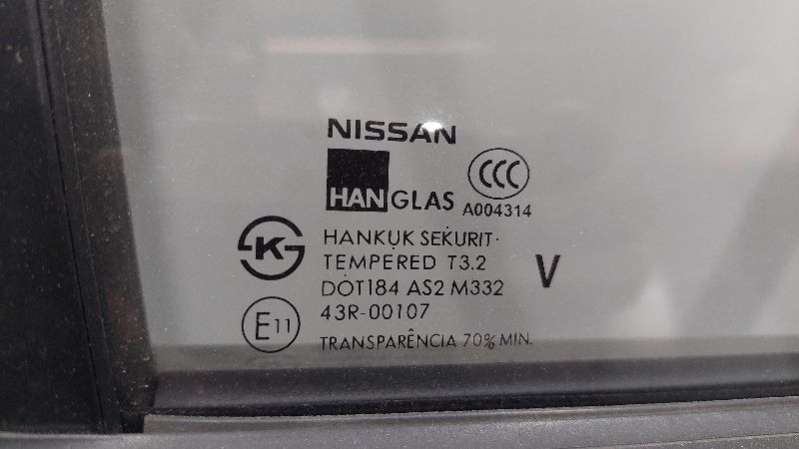 NISSAN
HANGLAS
CCC
A004314
K
HANKUK SEKURIT
TEMPERED T3.2
V
DOT184 AS2 M332
E11
43R-00107
TRANSPARÊNCIA 70% MIN.